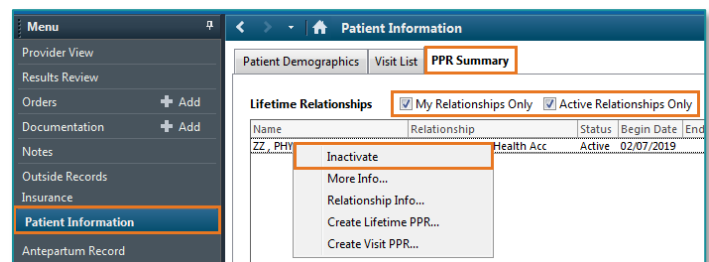 Menu
Patient Information
Provider View
Results Review
Orders + Add
Documentation + Add
Notes
Outside Records
Insurance
Patient Information
Antepartum Record
Patient Demographics Visit List PPR Summary
Lifetime Relationships My Relationships Only Active Relationships Only
Name Relationship Status Begin Date End
ZZ , PHY Health Acc Active 02/07/2019
Inactivate
More Info...
Relationship Info...
Create Lifetime PPR...
Create Visit PPR...